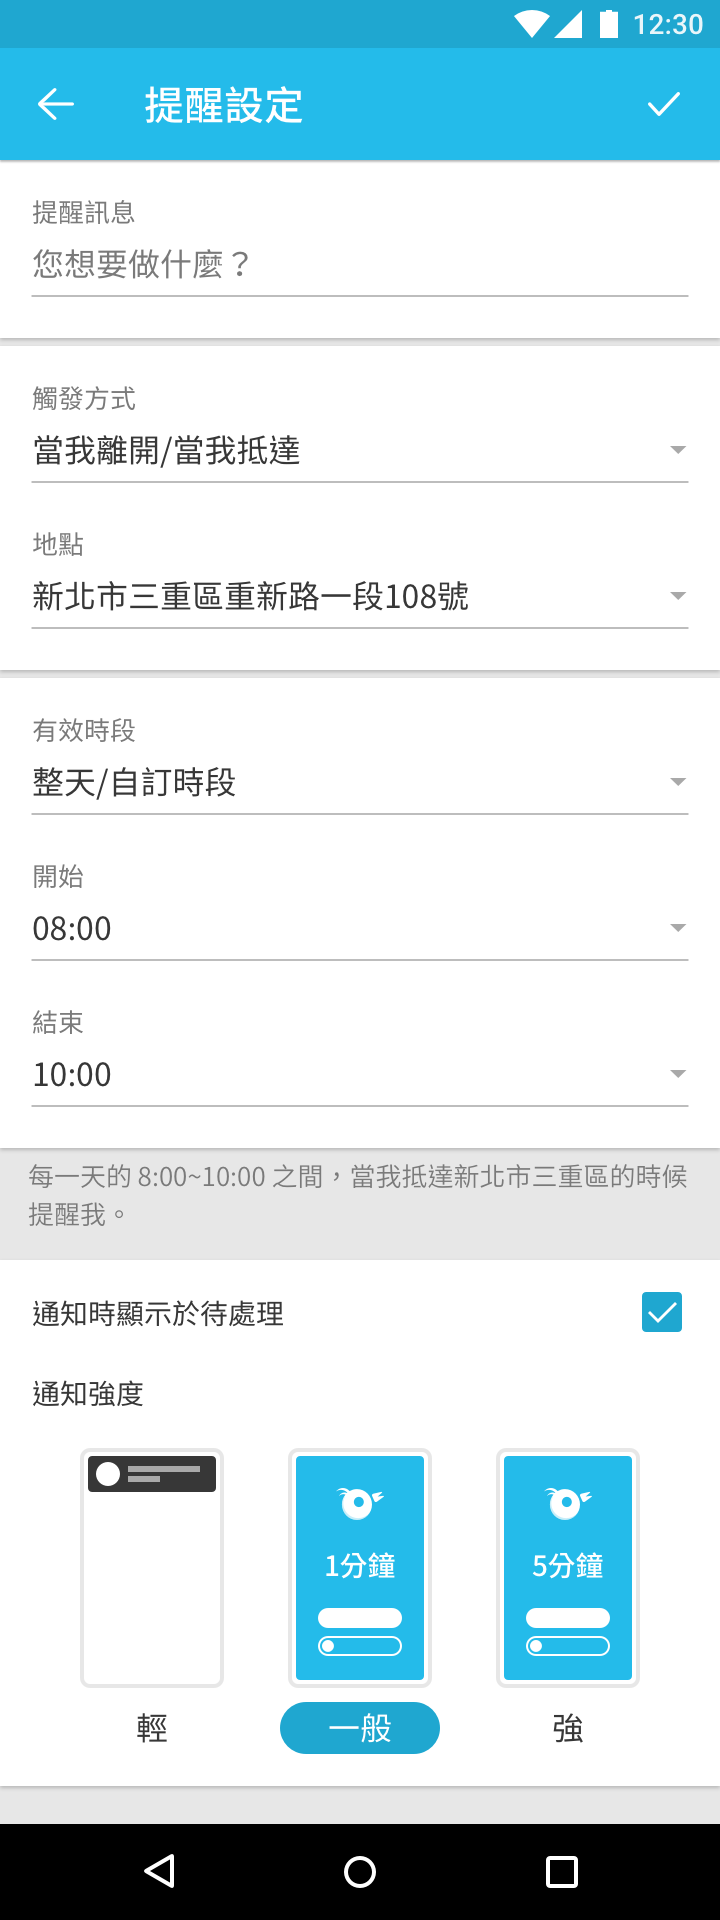 12:30
提醒設定
提醒訊息
您想要做什麼？
觸發方式
當我離開/當我抵達
地點
新北市三重區重新路一段108號
有效時段
整天/自訂時段
開始
08:00
結束
10:00
每一天的 8:00~10:00 之間，當我抵達新北市三重區的時候
提醒我。
通知時顯示於待處理
通知強度
1分鐘
5分鐘
輕
一般
強